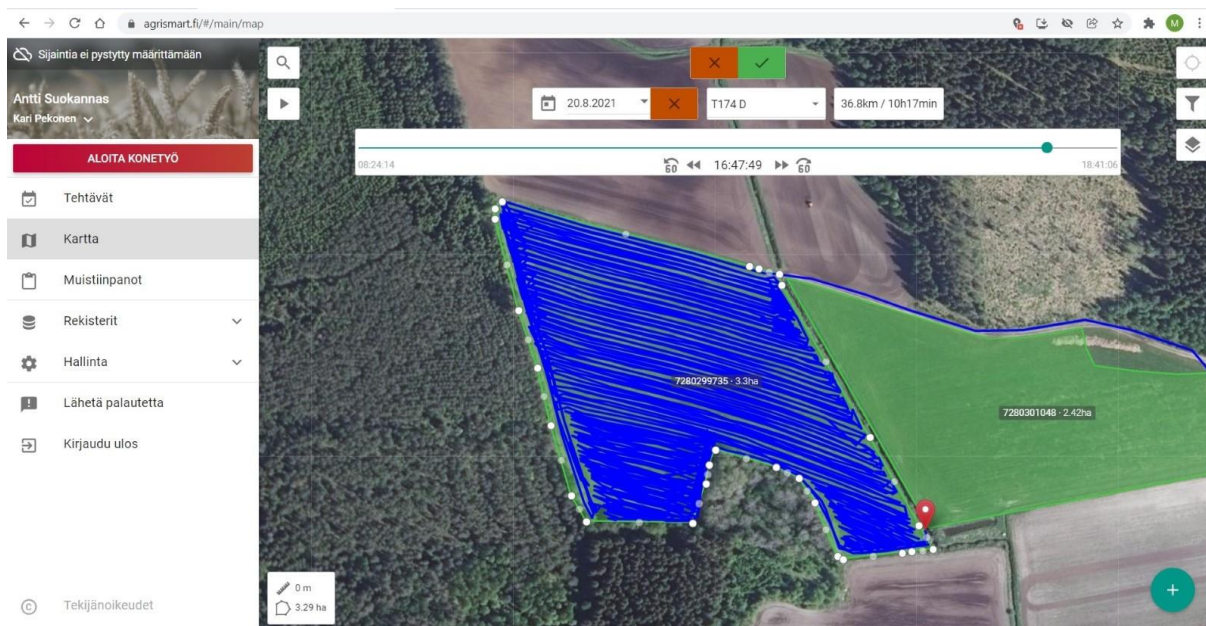 agrismart.fi/#/main/map
M
Sijaintia ei pystytty määrittämään
Antti Suokannas
Kari Pekonen
ALOITA KONETYÖ
Tehtävät
Kartta
Muistiinpanot
Rekisterit
Hallinta
Lähetä palautetta
Kirjaudu ulos
© Tekijänoikeudet
20.8.2021
T174 D
36.8km / 10h17min
08:24:14
60
16:47:49
60
18:41:06
7280299735 · 3.3ha
7280301048 · 2.42ha
0 m
3.29 ha